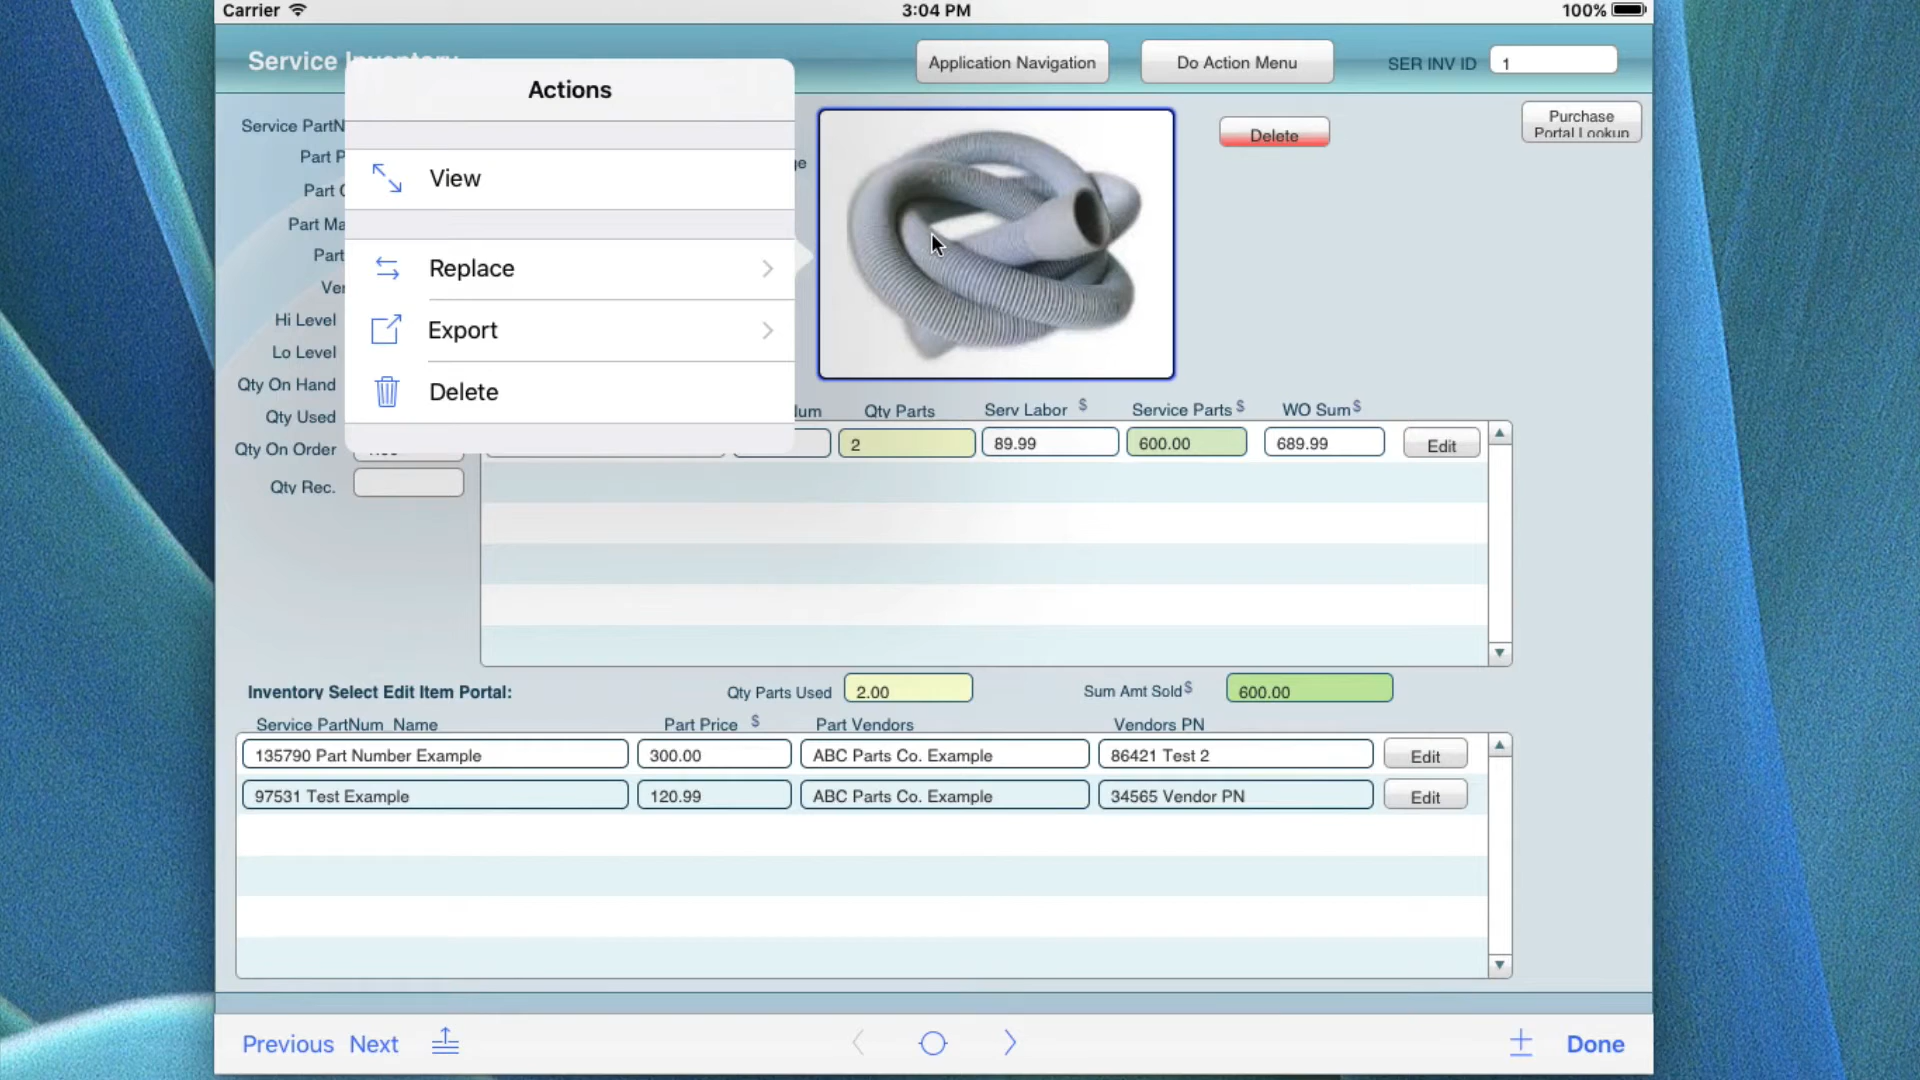 Carrier 3:04 PM 100%
Service Inventory Application Navigation Do Action Menu SER INV ID 1
Actions
View
Replace
Export
Delete
Delete
Purchase
Portal Lookup
Service PartN
Part P
Part
Part Ma
Part
Ver
Hi Level
Lo Level
Qty On Hand
Qty Used
Qty On Order
Qty Rec.
ge
um Qty Parts Serv Labor $ Service Parts $ WO Sum $
2 89.99 600.00 689.99 Edit
Inventory Select Edit Item Portal: Qty Parts Used 2.00 Sum Amt Sold $ 600.00
Service PartNum Name Part Price $ Part Vendors Vendors PN
135790 Part Number Example 300.00 ABC Parts Co. Example 86421 Test 2 Edit
97531 Test Example 120.99 ABC Parts Co. Example 34565 Vendor PN Edit
Previous Next Done